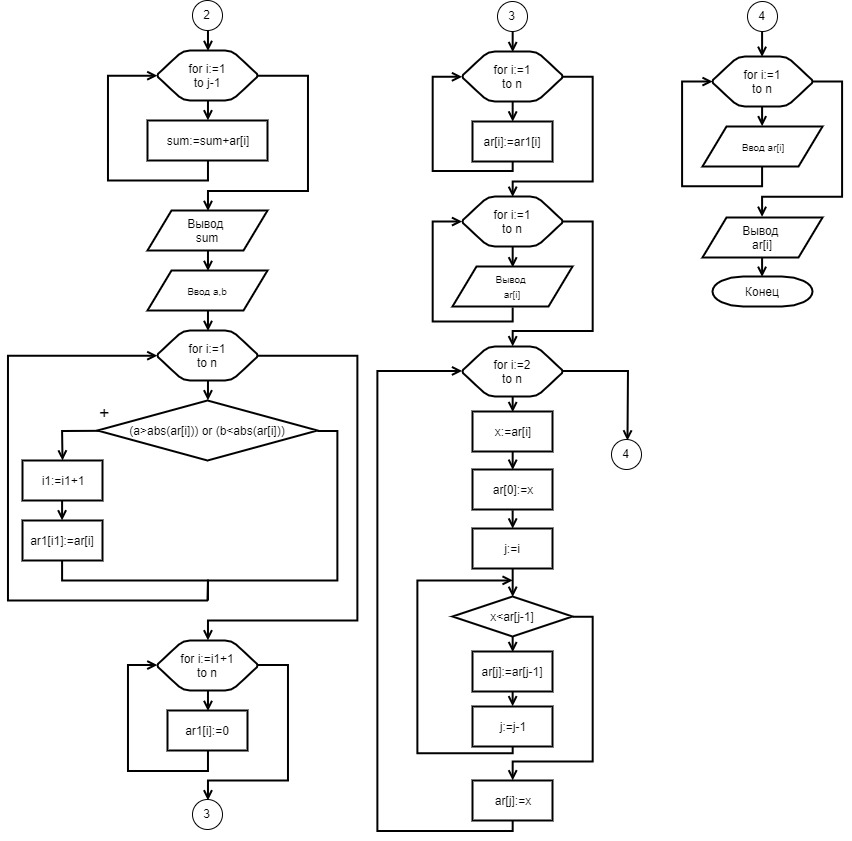 2
for i:=1
to j-1
sum:=sum+ar[i]
Вывод
sum
Ввод a,b
for i:=1
to n
+
(a>abs(ar[i])) or (b<abs(ar[i]))
i1:=i1+1
ar1[i1]:=ar[i]
for i:=i1+1
to n
ar1[i]:=0
3
3
for i:=1
to n
ar[i]:=ar1[i]
for i:=1
to n
Вывод
ar[i]
for i:=2
to n
x:=ar[i]
4
ar[0]:=x
j:=i
x<ar[j-1]
ar[j]:=ar[j-1]
j:=j-1
ar[j]:=x
4
for i:=1
to n
Ввод ar[i]
Вывод
ar[i]
Конец